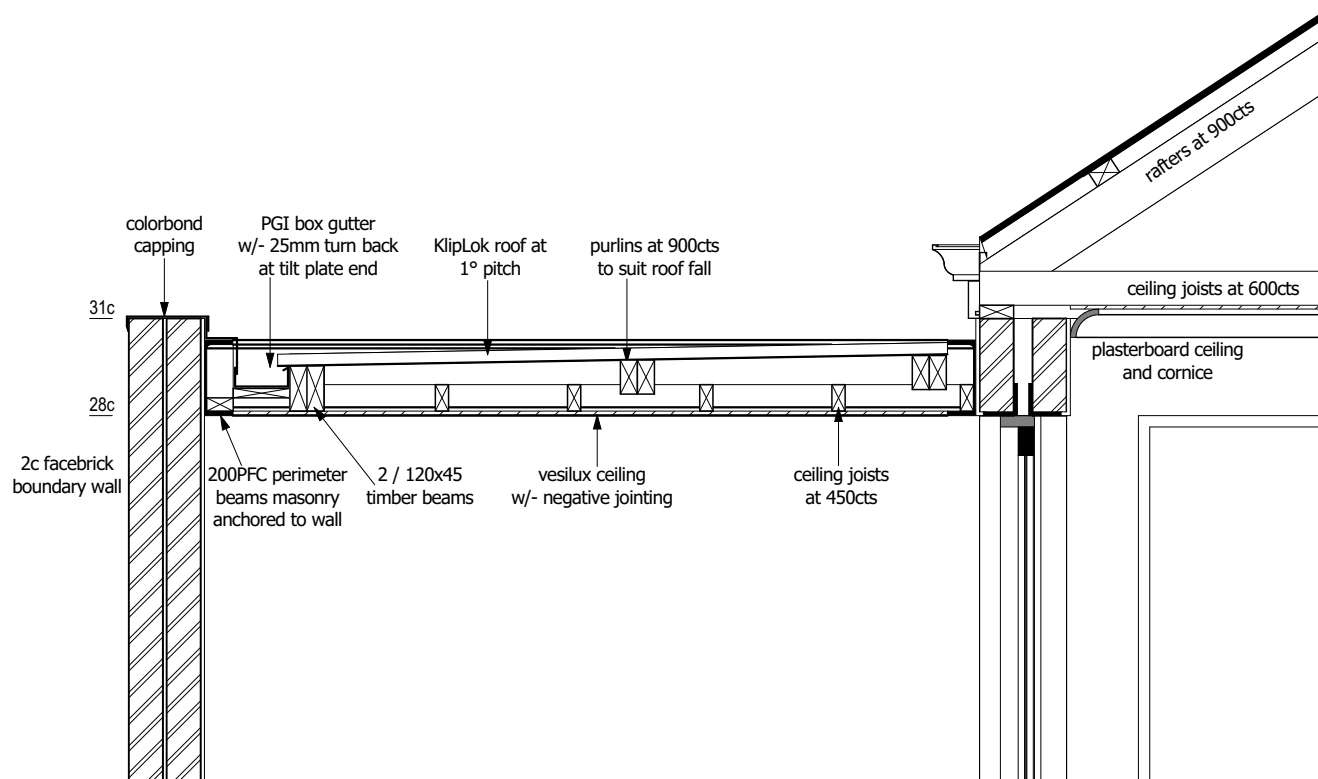 rafters at 900cts
colorbond
capping
PGI box gutter
w/- 25mm turn back
at tilt plate end
KlipLok roof at
1° pitch
purlins at 900cts
to suit roof fall
ceiling joists at 600cts
31c
plasterboard ceiling
and cornice
28c
2c facebrick
boundary wall
200PFC perimeter
beams masonry
anchored to wall
2 / 120x45
timber beams
vesilux ceiling
w/- negative jointing
ceiling joists
at 450cts